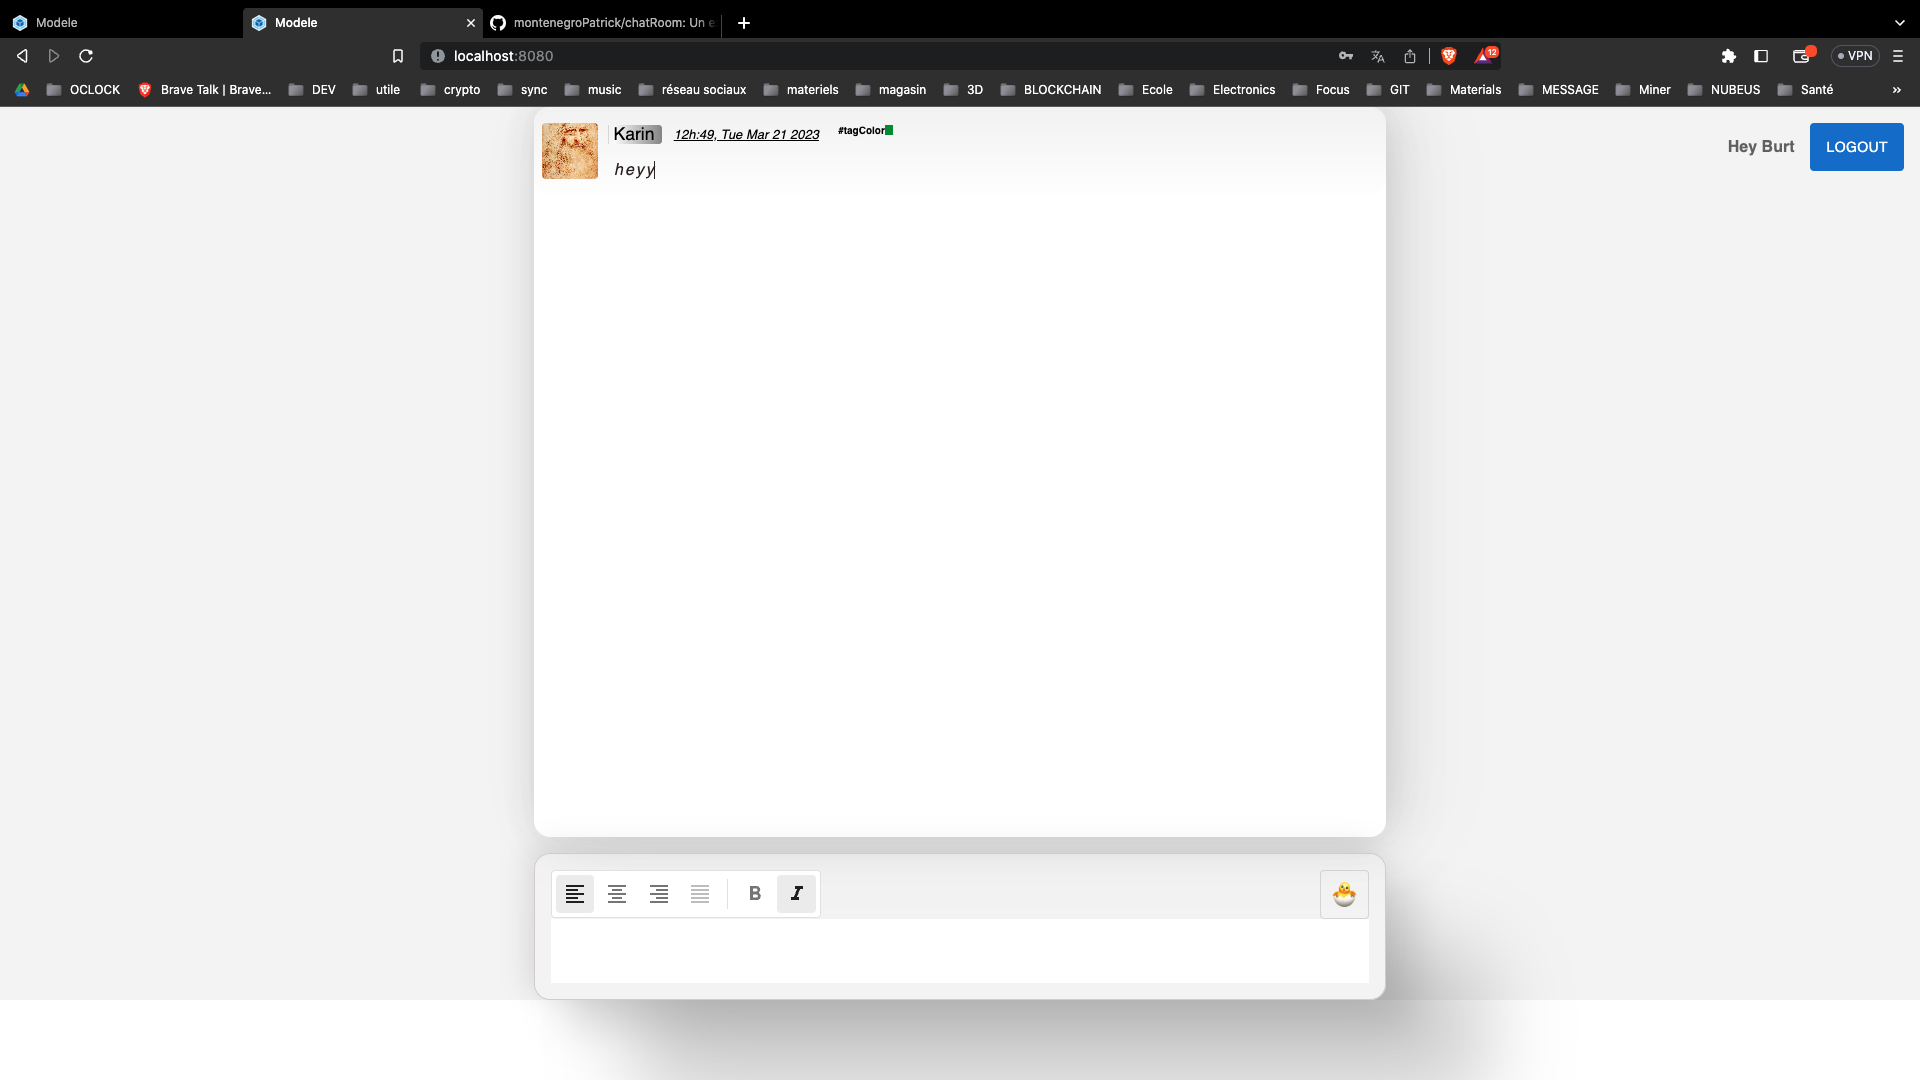 Modele
Modele
montenegroPatrick/chatRoom: Un e
localhost:8080
12
VPN
OCLOCK
Brave Talk | Brave...
DEV
utile
crypto
sync
music
réseau sociaux
materiels
magasin
3D
BLOCKCHAIN
Ecole
Electronics
Focus
GIT
Materials
MESSAGE
Miner
NUBEUS
Santé
»
Karin
12h:49, Tue Mar 21 2023
#tagColor
heyy
Hey Burt
LOGOUT
B
I